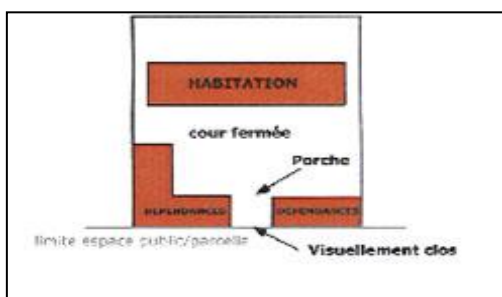 HABITATION
cour fermée
Porche
DEPENDANCES
DEPENDANCES
limite espace public/parcelle
Visuellement clos